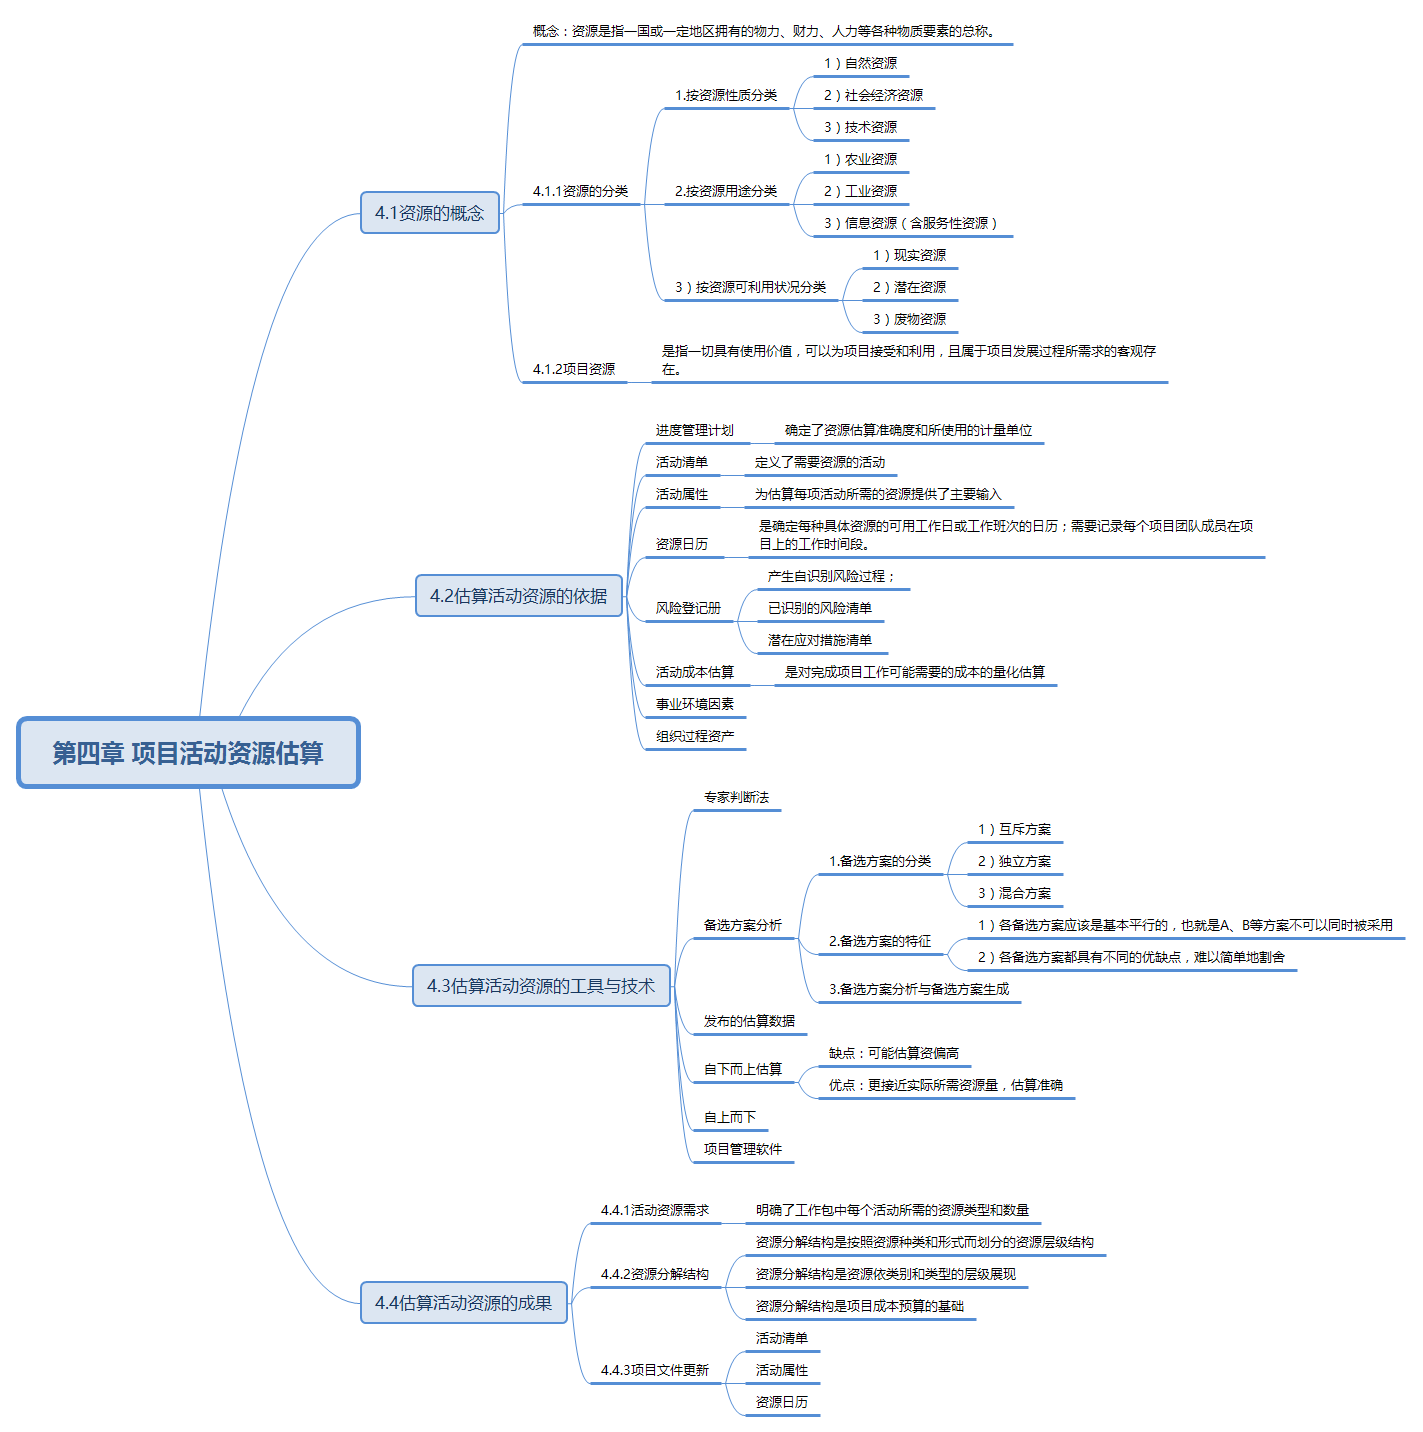 第四章 项目活动资源估算
4.1资源的概念
概念：资源是指一国或一定地区拥有的物力、财力、人力等各种物质要素的总称。
4.1.1资源的分类
1.按资源性质分类
1）自然资源
2）社会经济资源
3）技术资源
2.按资源用途分类
1）农业资源
2）工业资源
3）信息资源（含服务性资源）
3）按资源可利用状况分类
1）现实资源
2）潜在资源
3）废物资源
4.1.2项目资源
是指一切具有使用价值，可以为项目接受和利用，且属于项目发展过程所需求的客观存
在。
4.2估算活动资源的依据
进度管理计划
确定了资源估算准确度和所使用的计量单位
活动清单
定义了需要资源的活动
活动属性
为估算每项活动所需的资源提供了主要输入
资源日历
是确定每种具体资源的可用工作日或工作班次的日历；需要记录每个项目团队成员在项
目上的工作时间段。
风险登记册
产生自识别风险过程；
已识别的风险清单
潜在应对措施清单
活动成本估算
是对完成项目工作可能需要的成本的量化估算
事业环境因素
组织过程资产
4.3估算活动资源的工具与技术
专家判断法
备选方案分析
1.备选方案的分类
1）互斥方案
2）独立方案
3）混合方案
2.备选方案的特征
1）各备选方案应该是基本平行的，也就是A、B等方案不可以同时被采用
2）各备选方案都具有不同的优缺点，难以简单地割舍
3.备选方案分析与备选方案生成
发布的估算数据
自下而上估算
缺点：可能估算资偏高
优点：更接近实际所需资源量，估算准确
自上而下
项目管理软件
4.4估算活动资源的成果
4.4.1活动资源需求
明确了工作包中每个活动所需的资源类型和数量
4.4.2资源分解结构
资源分解结构是按照资源种类和形式而划分的资源层级结构
资源分解结构是资源依类别和类型的层级展现
资源分解结构是项目成本预算的基础
4.4.3项目文件更新
活动清单
活动属性
资源日历